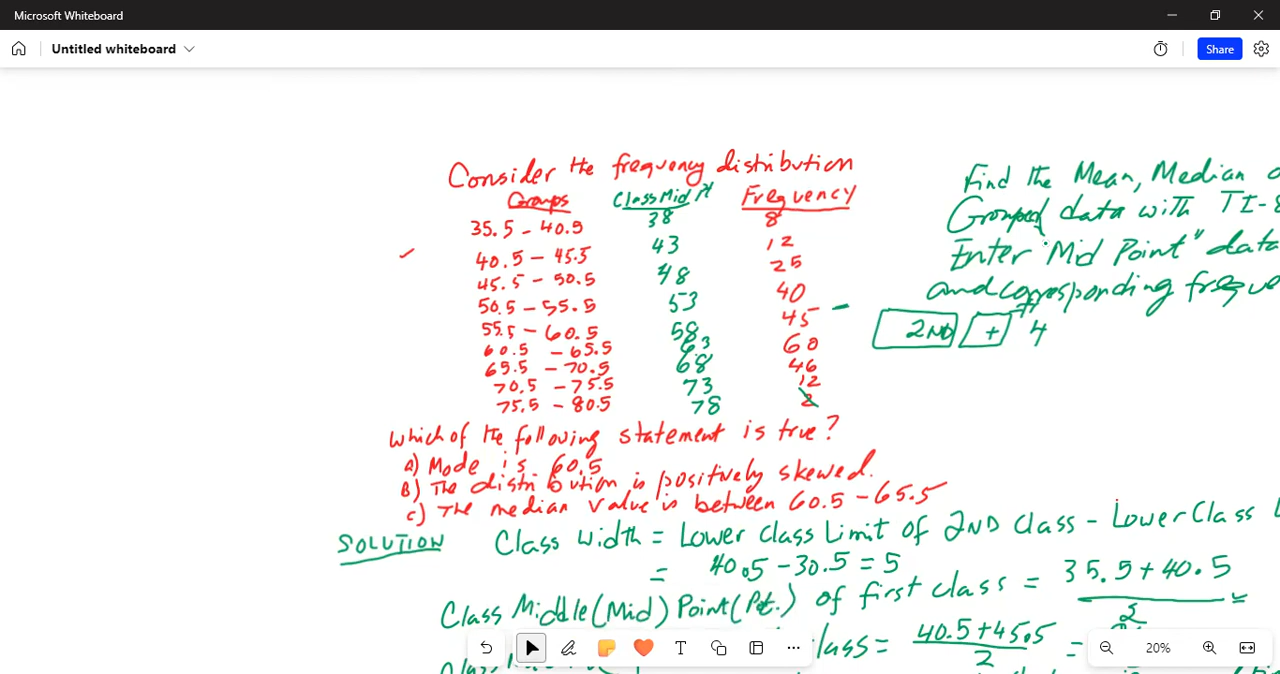 Microsoft Whiteboard
Untitled whiteboard
Share
Consider the frequency distribution
Groups Class Mid Pt Frequency
35.5 - 40.5 38 8
40.5 - 45.5 43 12
45.5 - 50.5 48 25
50.5 - 55.5 53 40
55.5 - 60.5 58 45
60.5 - 65.5 63 60
65.5 - 70.5 68 46
70.5 - 75.5 73 12
75.5 - 80.5 78 2
Which of the following statement is true?
A) Mode is 60.5
B) The distribution is positively skewed.
C) The median value is between 60.5 - 65.5
Find the Mean, Median
Grouped data with TI-8
Enter "Mid Point" data
and corresponding freque
2ND + 4
SOLUTION Class Width = Lower Class Limit of 2ND Class - Lower Class
= 40.5 - 30.5 = 5
Class Middle (Mid) Point (Pt.) of first class = 35.5 + 40.5
2
class = 40.5 + 45.5 =
2
20%